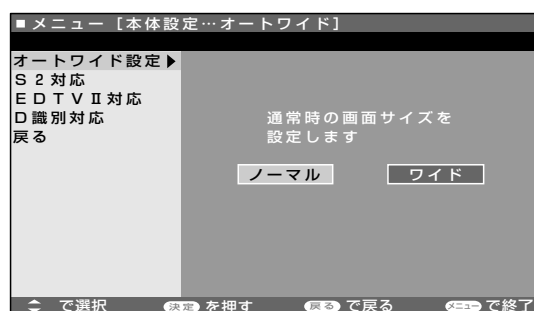 ■メニュー [本体設定…オートワイド]
オートワイド設定▶
S2対応
EDTVⅡ対応
D識別対応
戻る
通常時の画面サイズを
設定します
ノーマル ワイド
で選択 決定 を押す 戻る で戻る メニュー で終了